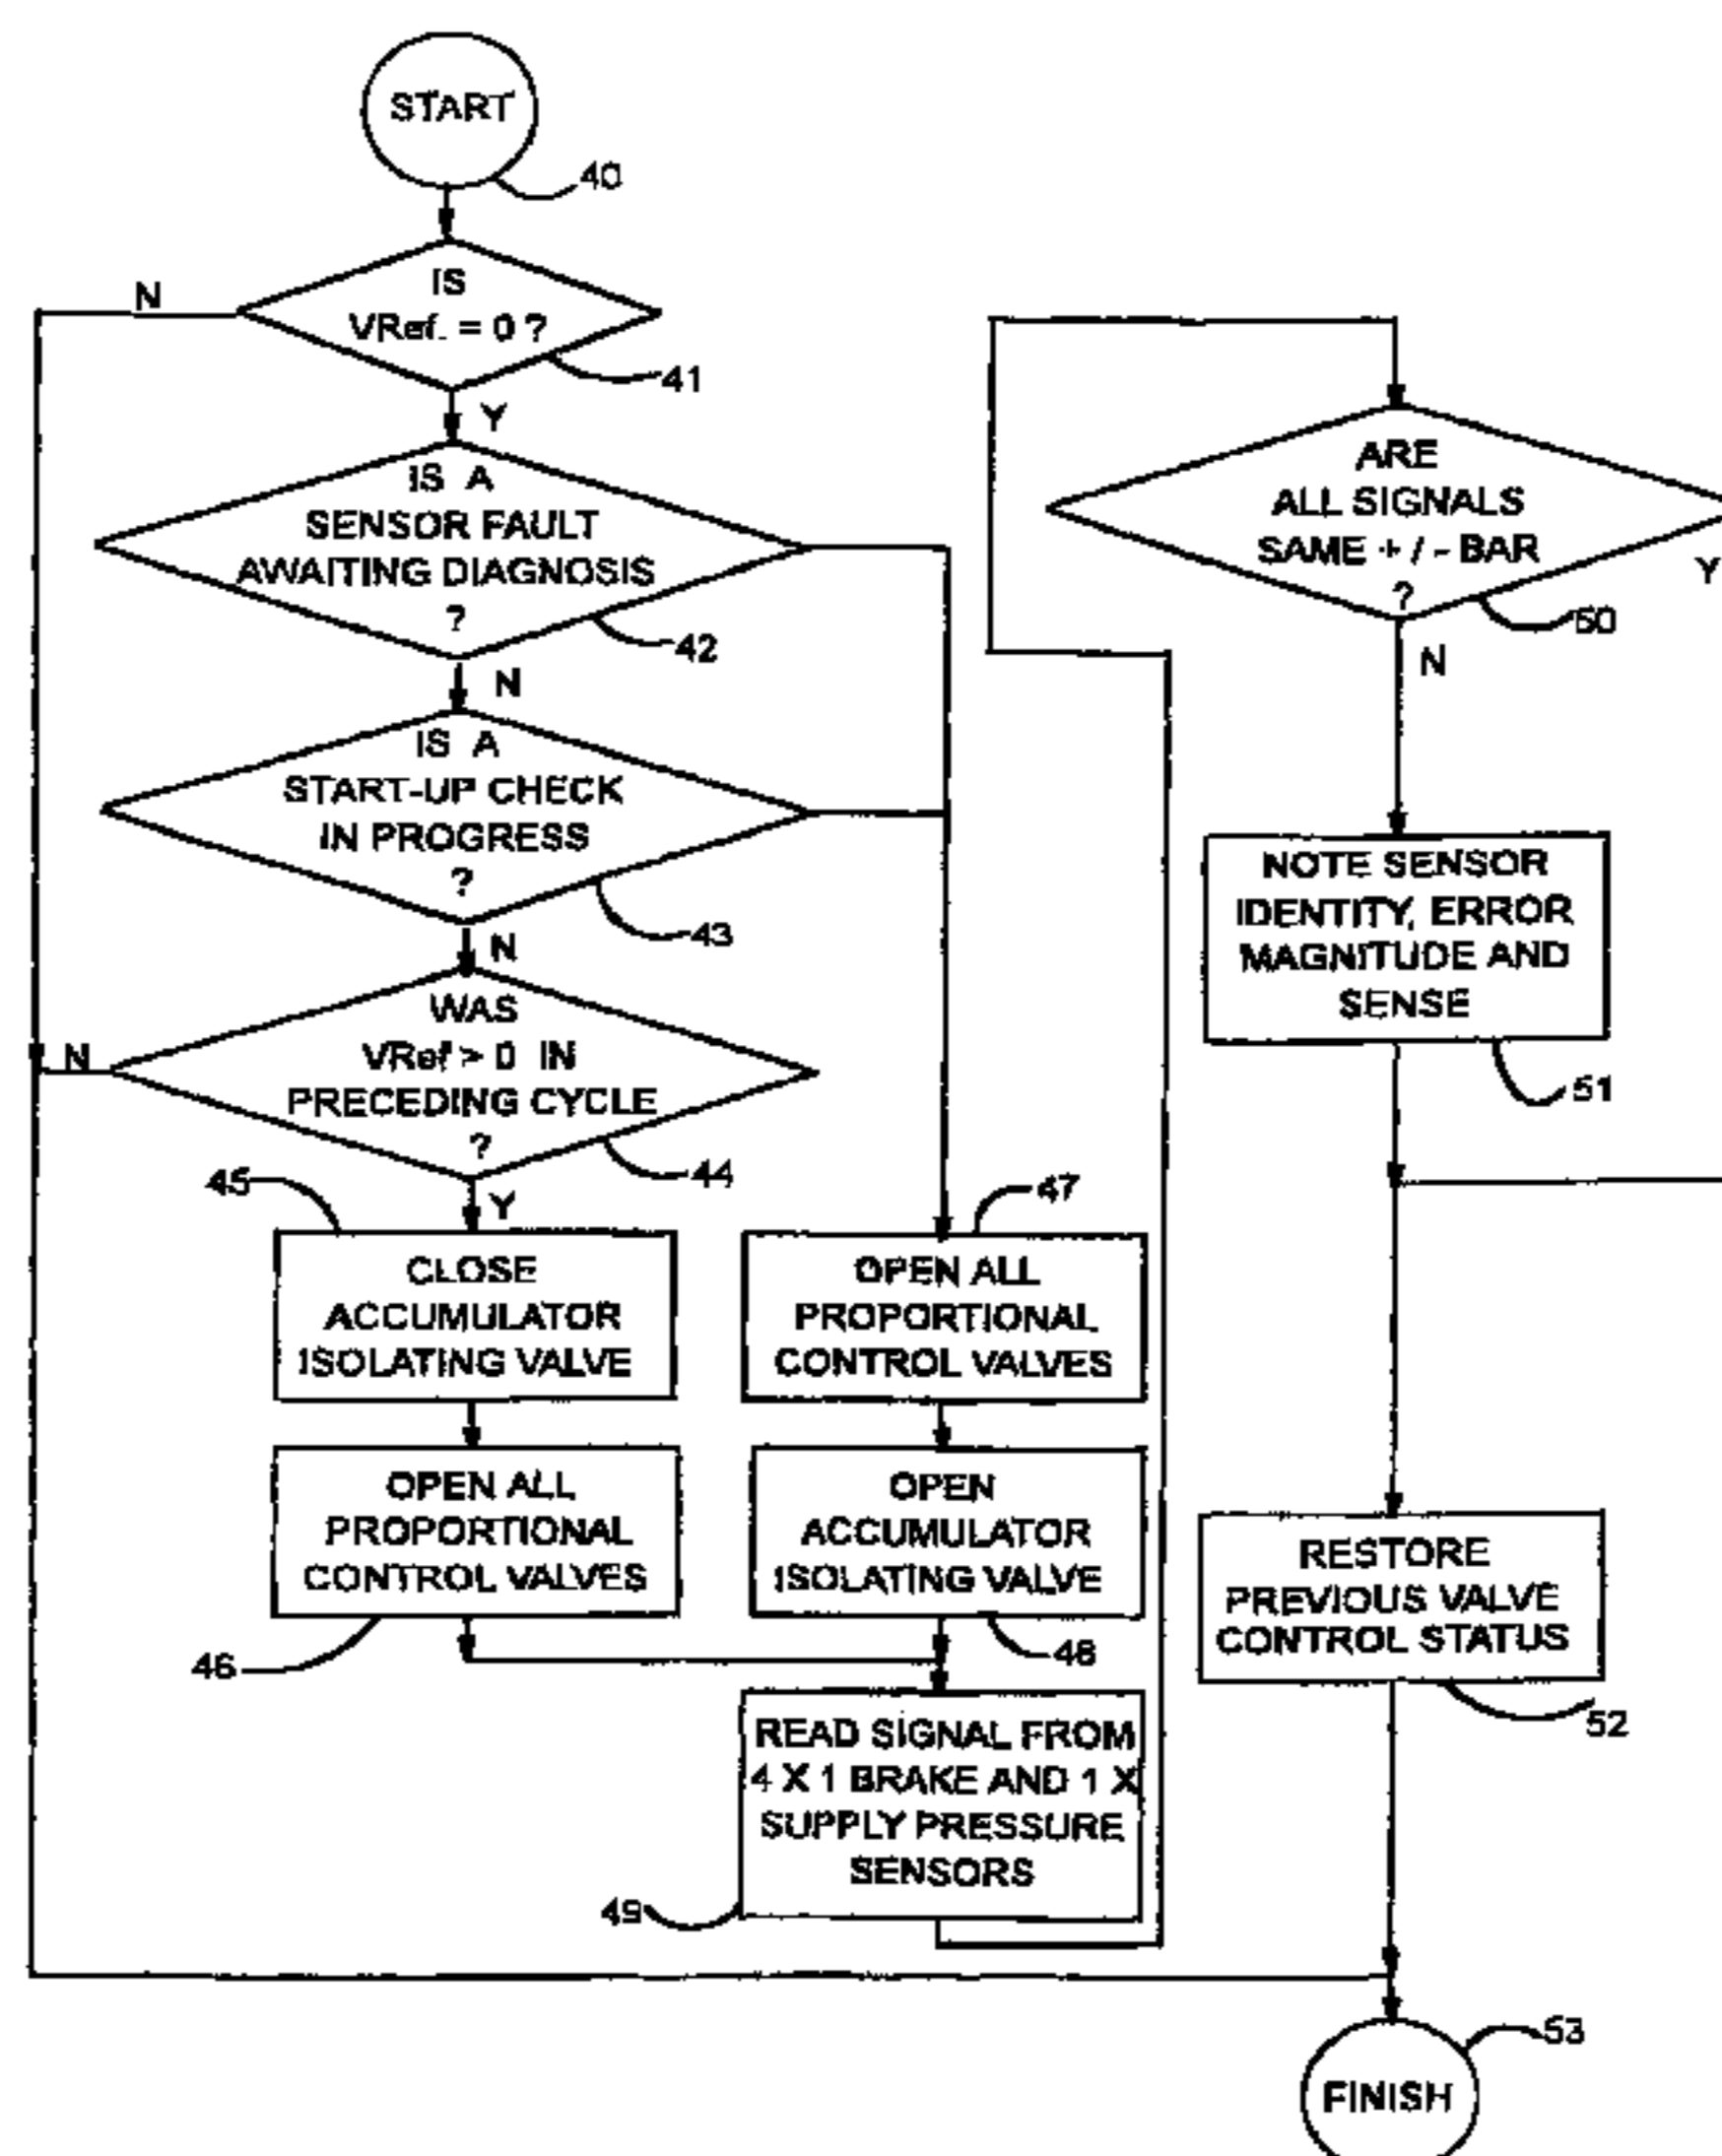 START
40
N
IS
VRef. = 0 ?
41
Y
IS A
SENSOR FAULT
AWAITING DIAGNOSIS
?
42
N
IS A
START-UP CHECK
IN PROGRESS
?
43
N
N
WAS
VRef > 0 IN
PRECEDING CYCLE
?
44
Y
45
CLOSE
ACCUMULATOR
ISOLATING VALVE
OPEN ALL
PROPORTIONAL
CONTROL VALVES
46
47
OPEN ALL
PROPORTIONAL
CONTROL VALVES
OPEN
ACCUMULATOR
ISOLATING VALVE
48
READ SIGNAL FROM
4 X 1 BRAKE AND 1 X
SUPPLY PRESSURE
SENSORS
49
ARE
ALL SIGNALS
SAME + / - BAR
?
Y
50
N
NOTE SENSOR
IDENTITY, ERROR
MAGNITUDE AND
SENSE
51
RESTORE
PREVIOUS VALVE
CONTROL STATUS
52
53
FINISH